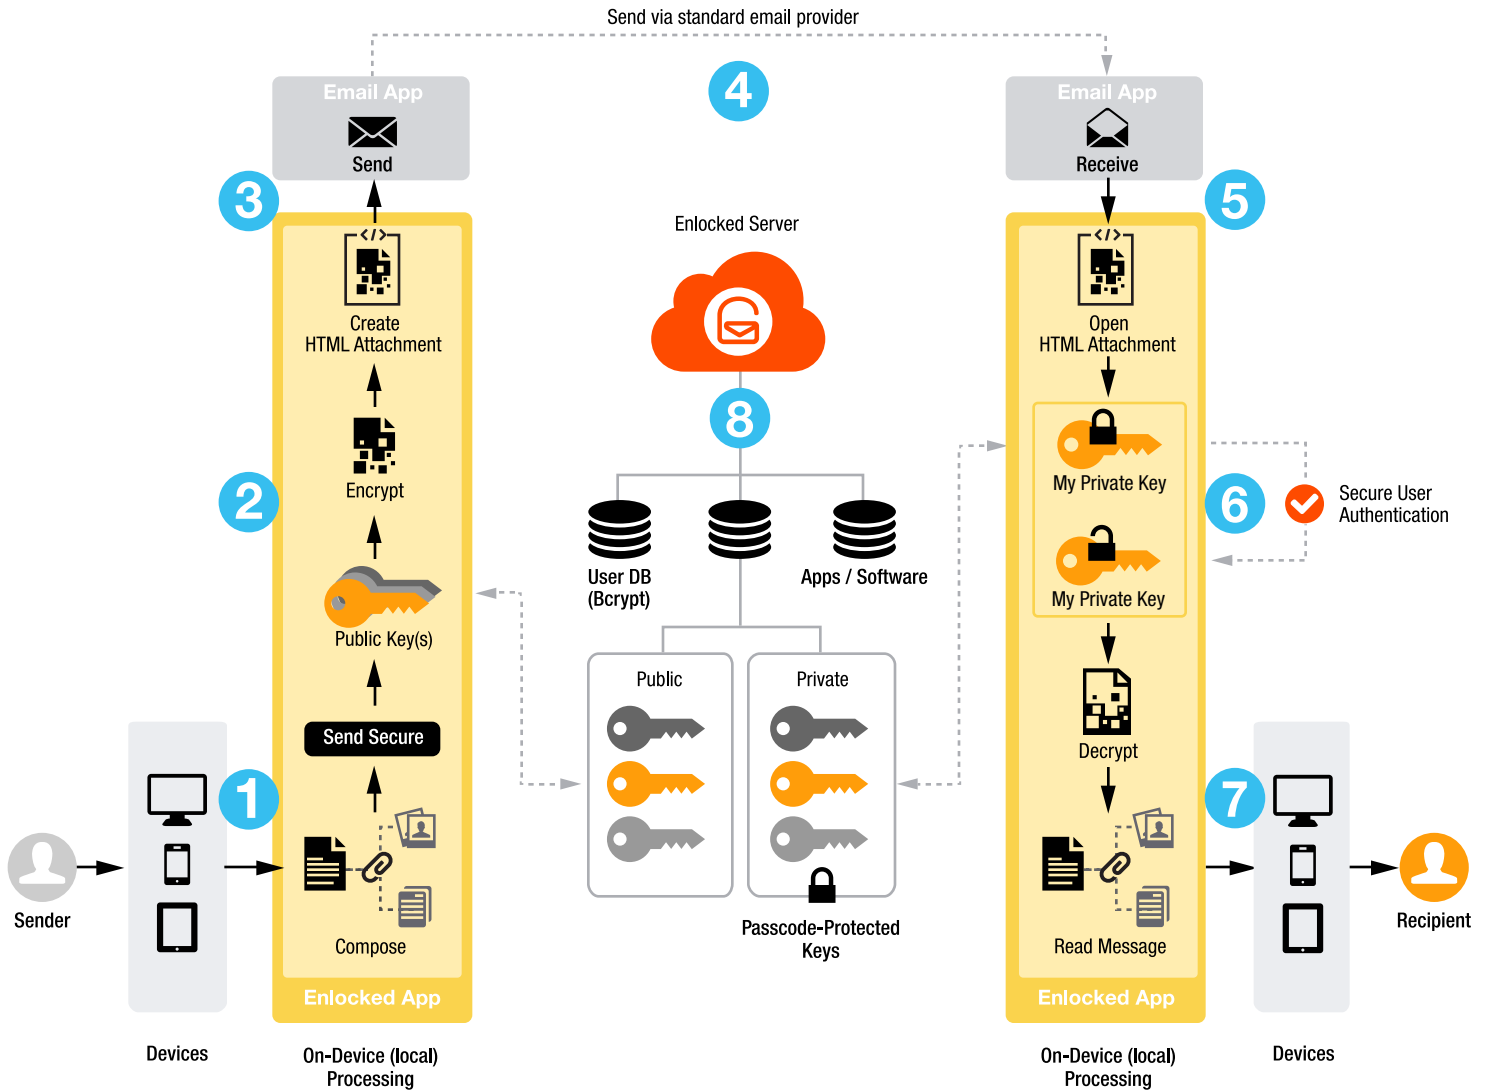 Send via standard email provider
4
Email App
Send
Email App
Receive
3
5
Enlocked Server
</>
Create
HTML Attachment
</>
Open
HTML Attachment
8
My Private Key
Encrypt
2
6
Secure User
Authentication
User DB
(Bcrypt)
Apps / Software
My Private Key
Public Key(s)
Public
Private
Send Secure
Decrypt
1
7
Sender
Compose
Passcode-Protected
Keys
Read Message
Recipient
Enlocked App
Enlocked App
Devices
On-Device (local)
Processing
On-Device (local)
Processing
Devices